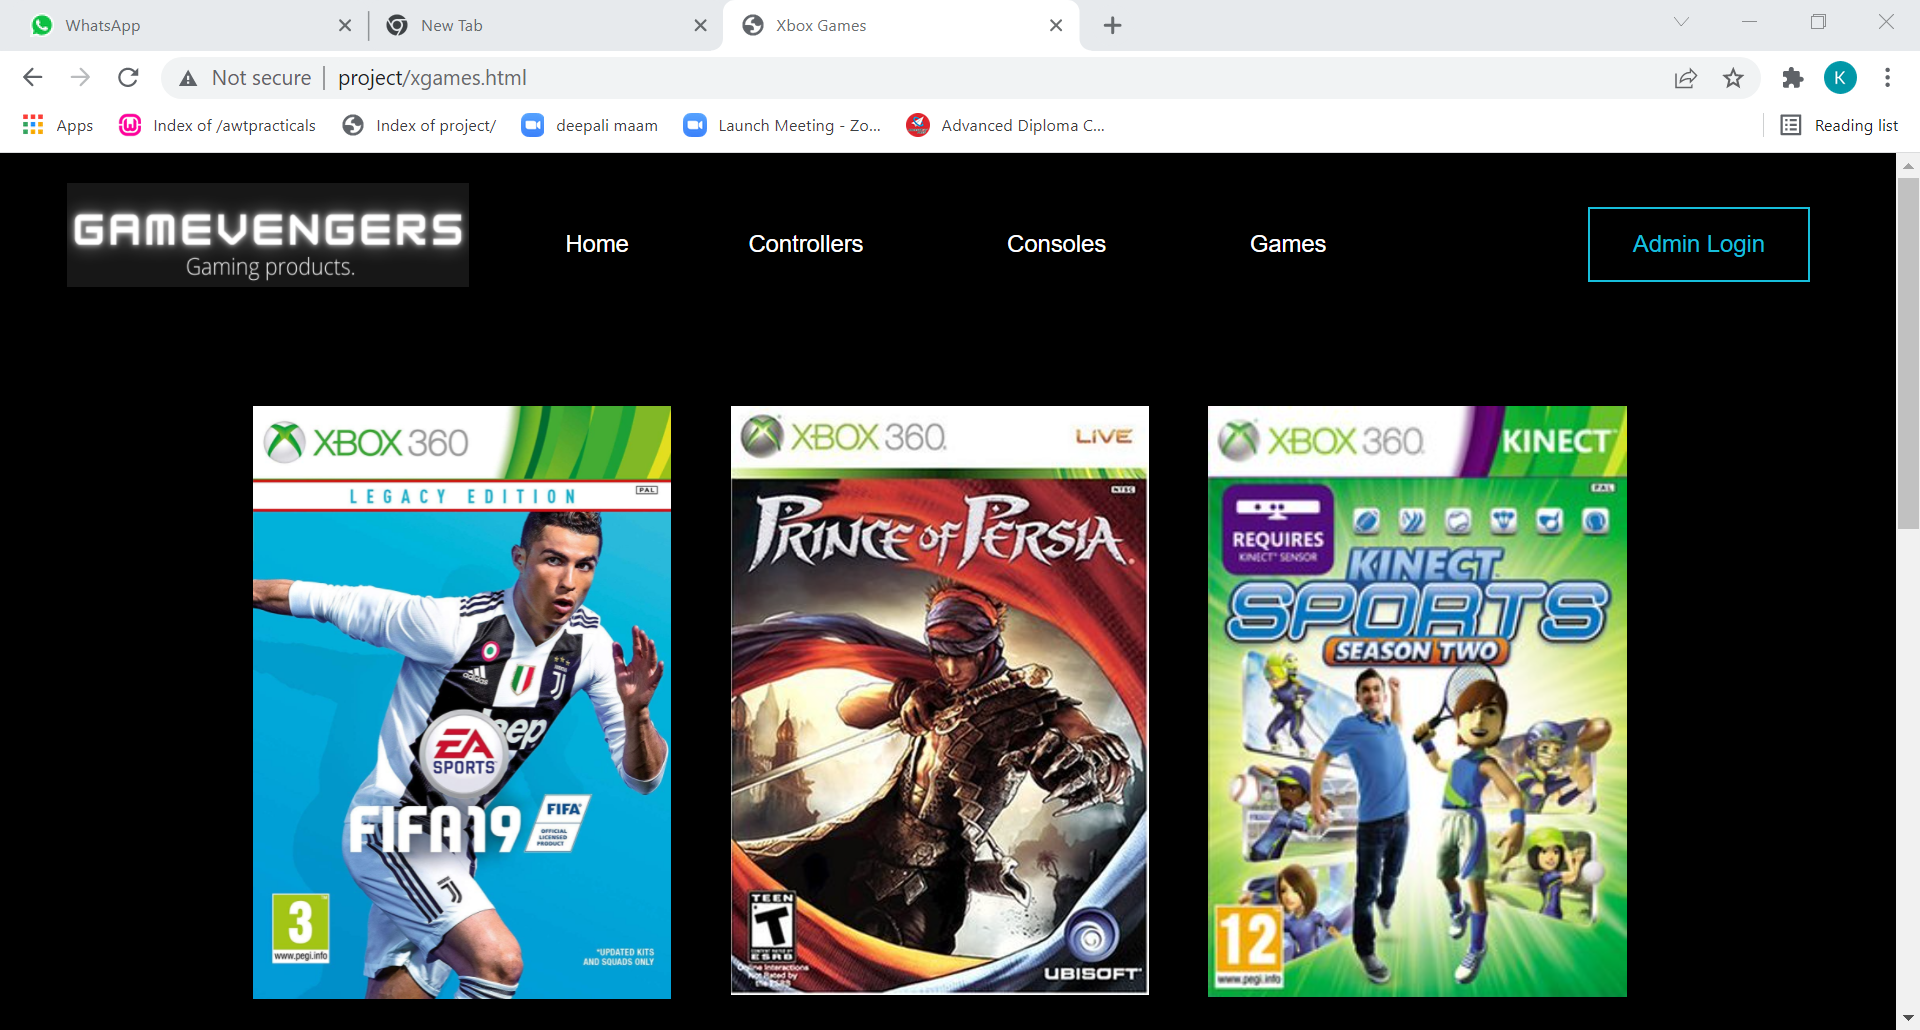 WhatsApp
New Tab
Xbox Games
Not secure
project/xgames.html
K
Apps
Index of /awtpracticals
Index of project/
deepali maam
Launch Meeting - Zo...
Advanced Diploma C...
Reading list
GAMEVENGERS
Gaming products.
Home
Controllers
Consoles
Games
Admin Login
XBOX 360
LEGACY EDITION
PAL
adidas
Jeep
EA
SPORTS
FIFA 19
FIFA
OFFICIAL
LICENSED
PRODUCT
3
www.pegi.info
*UPDATED KITS
AND SQUADS ONLY
XBOX 360
LIVE
NTSC
PRINCE OF PERSIA
TEEN
T
ESRB
Online Interactions
Not Rated by
the ESRB
UBISOFT
XBOX 360
KINECT
PAL
REQUIRES
KINECT SENSOR
KINECT
SPORTS
SEASON TWO
12
www.pegi.info